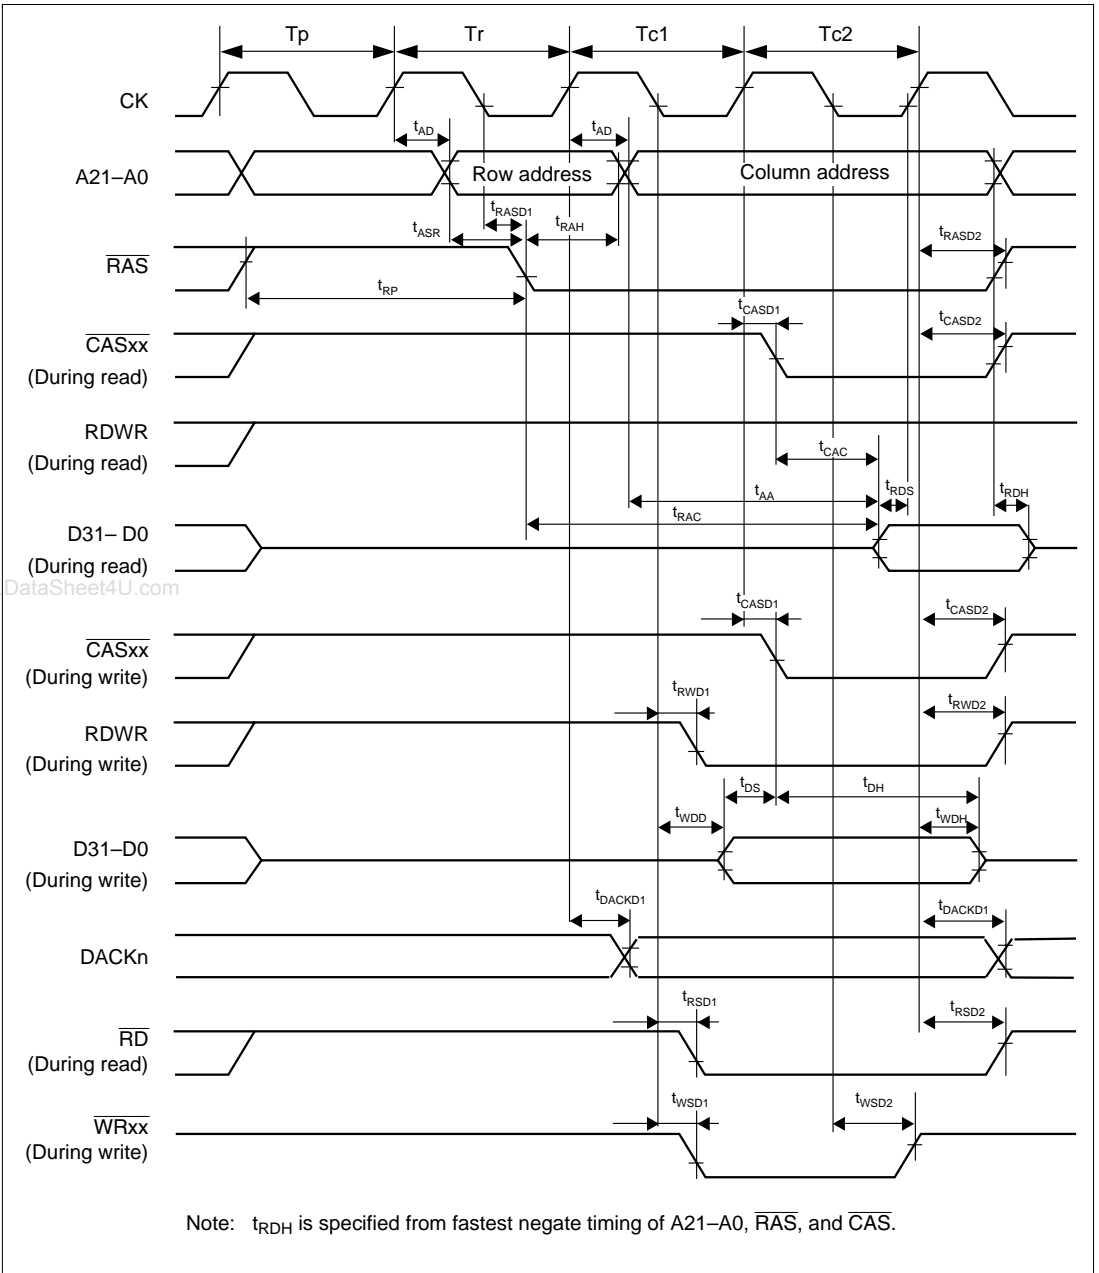 Tp Tr Tc1 Tc2
CK
tAD tAD
A21–A0 Row address Column address
tRASD1
tASR tRAH tRASD2
RAS
tRP
tCASD1 tCASD2
CASxx
(During read)
RDWR
(During read)
tCAC
tAA tRDS tRDH
tRAC
D31– D0
(During read)
.DataSheet4U.com
tCASD1 tCASD2
CASxx
(During write)
tRWD1 tRWD2
RDWR
(During write)
tDS tDH
tWDD tWDH
D31–D0
(During write)
tDACKD1 tDACKD1
DACKn
tRSD1 tRSD2
RD
(During read)
tWSD1 tWSD2
WRxx
(During write)
Note: tRDH is specified from fastest negate timing of A21–A0, RAS, and CAS.